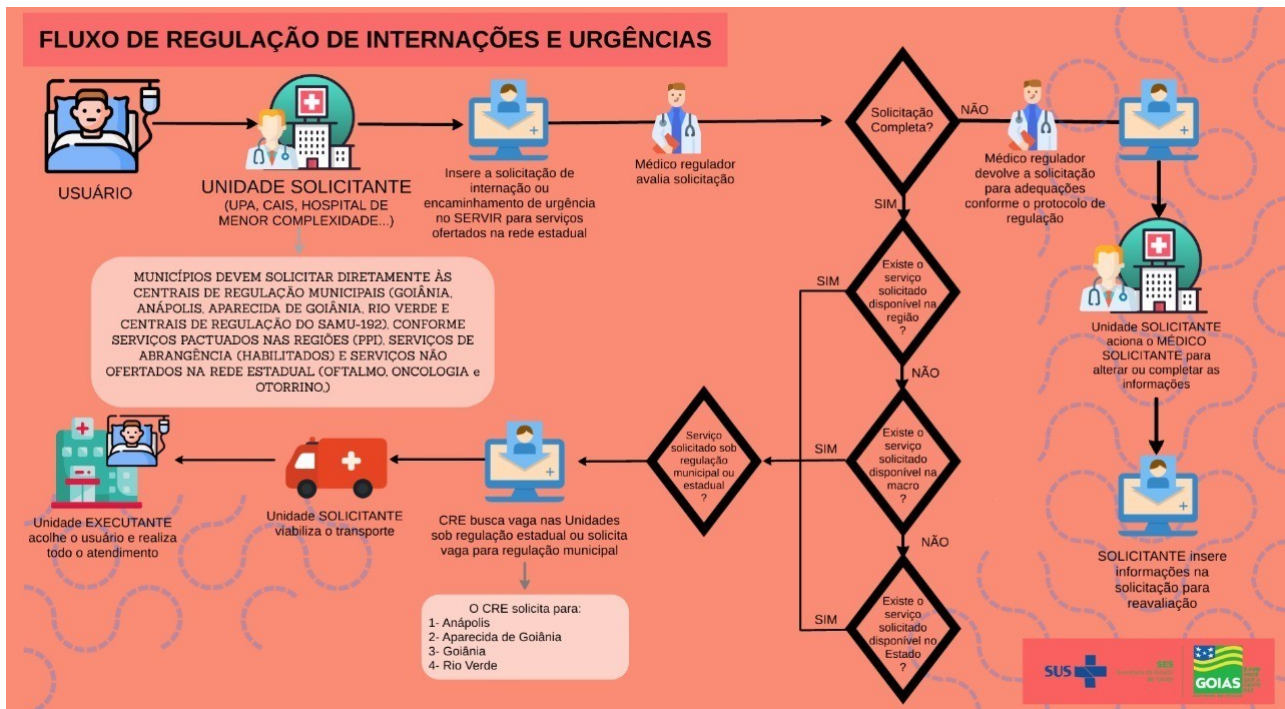 FLUXO DE REGULAÇÃO DE INTERNAÇÕES E URGÊNCIAS
USUÁRIO
UNIDADE SOLICITANTE
(UPA, CAIS, HOSPITAL DE
MENOR COMPLEXIDADE...)
Insere a solicitação de
internação ou
encaminhamento de urgência
no SERVIR para serviços
ofertados na rede estadual
Médico regulador
avalia solicitação
Solicitação
Completa?
NÃO
Médico regulador
devolve a solicitação
para adequações
conforme o protocolo de
regulação
SIM
MUNICÍPIOS DEVEM SOLICITAR DIRETAMENTE ÀS
CENTRAIS DE REGULAÇÃO MUNICIPAIS (GOIÂNIA,
ANÁPOLIS, APARECIDA DE GOIÂNIA, RIO VERDE E
CENTRAIS DE REGULAÇÃO DO SAMU-192), CONFORME
SERVIÇOS PACTUADOS NAS REGIÕES (PPI), SERVIÇOS DE
ABRANGÊNCIA (HABILITADOS) E SERVIÇOS NÃO
OFERTADOS NA REDE ESTADUAL (OFTALMO, ONCOLOGIA e
OTORRINO,)
SIM
Existe o
serviço
solicitado
disponível na
região
?
Unidade SOLICITANTE
aciona o MÉDICO
SOLICITANTE para
alterar ou completar as
informações
NÃO
SIM
Existe o
serviço
solicitado
disponível na
macro
?
Serviço
solicitado sob
regulação
municipal ou
estadual
?
CRE busca vaga nas Unidades
sob regulação estadual ou solicita
vaga para regulação municipal
Unidade SOLICITANTE
viabiliza o transporte
Unidade EXECUTANTE
acolhe o usuário e realiza
todo o atendimento
NÃO
SOLICITANTE insere
informações na
solicitação para
reavaliação
O CRE solicita para:
1- Anápolis
2- Aparecida de Goiânia
3- Goiânia
4- Rio Verde
SIM
Existe o
serviço
solicitado
disponível no
Estado
?
SUS
SES
GOIÁS